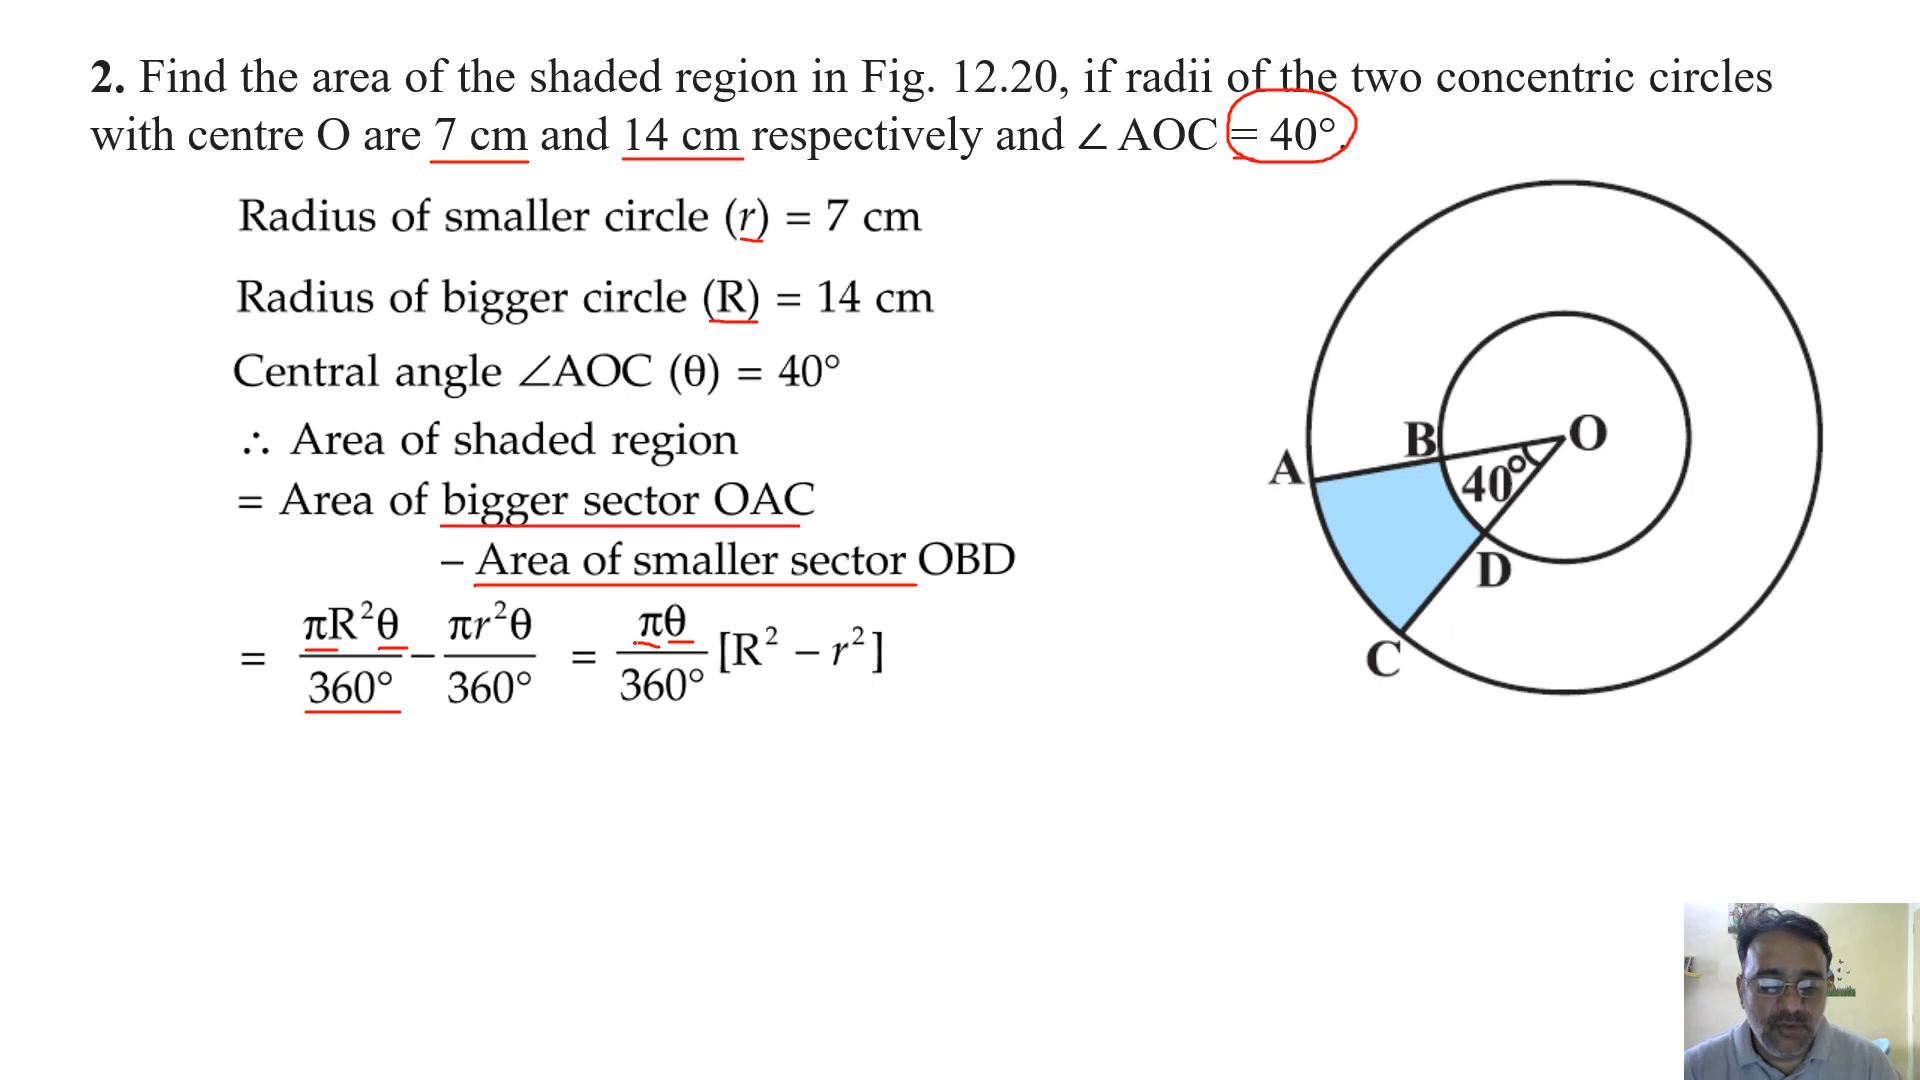 2. Find the area of the shaded region in Fig. 12.20, if radii of the two concentric circles
with centre O are 7 cm and 14 cm respectively and ∠ AOC = 40°.
Radius of smaller circle (r) = 7 cm
Radius of bigger circle (R) = 14 cm
Central angle ∠AOC (θ) = 40°
∴ Area of shaded region
= Area of bigger sector OAC
– Area of smaller sector OBD
= πR²θ/360° – πr²θ/360° = πθ/360° [R² – r²]
A
B
O
40°
D
C